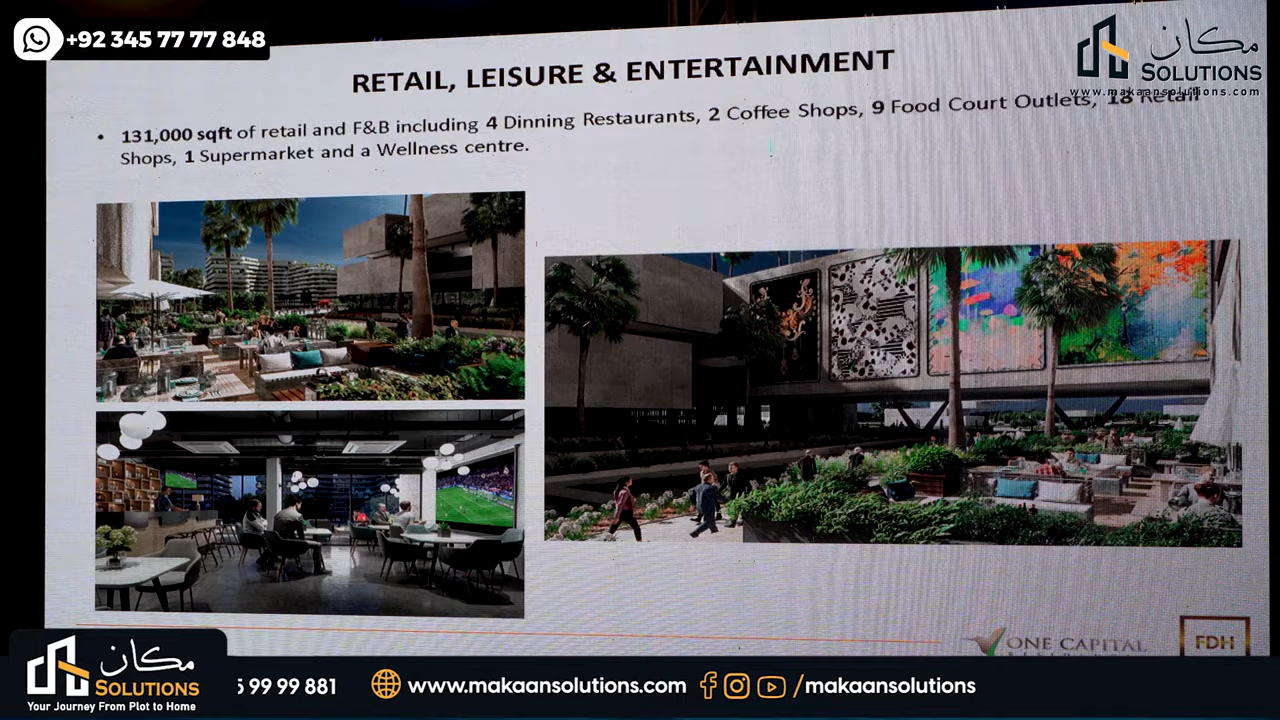 +92 345 77 77 848
مکان
SOLUTIONS
www.makaansolutions.com
RETAIL, LEISURE & ENTERTAINMENT
• 131,000 sqft of retail and F&B including 4 Dinning Restaurants, 2 Coffee Shops, 9 Food Court Outlets, 18 Retail
Shops, 1 Supermarket and a Wellness centre.
ONE CAPITAL
FDH
مکان
SOLUTIONS
Your Journey From Plot to Home
5 99 99 881
www.makaansolutions.com
/makaansolutions